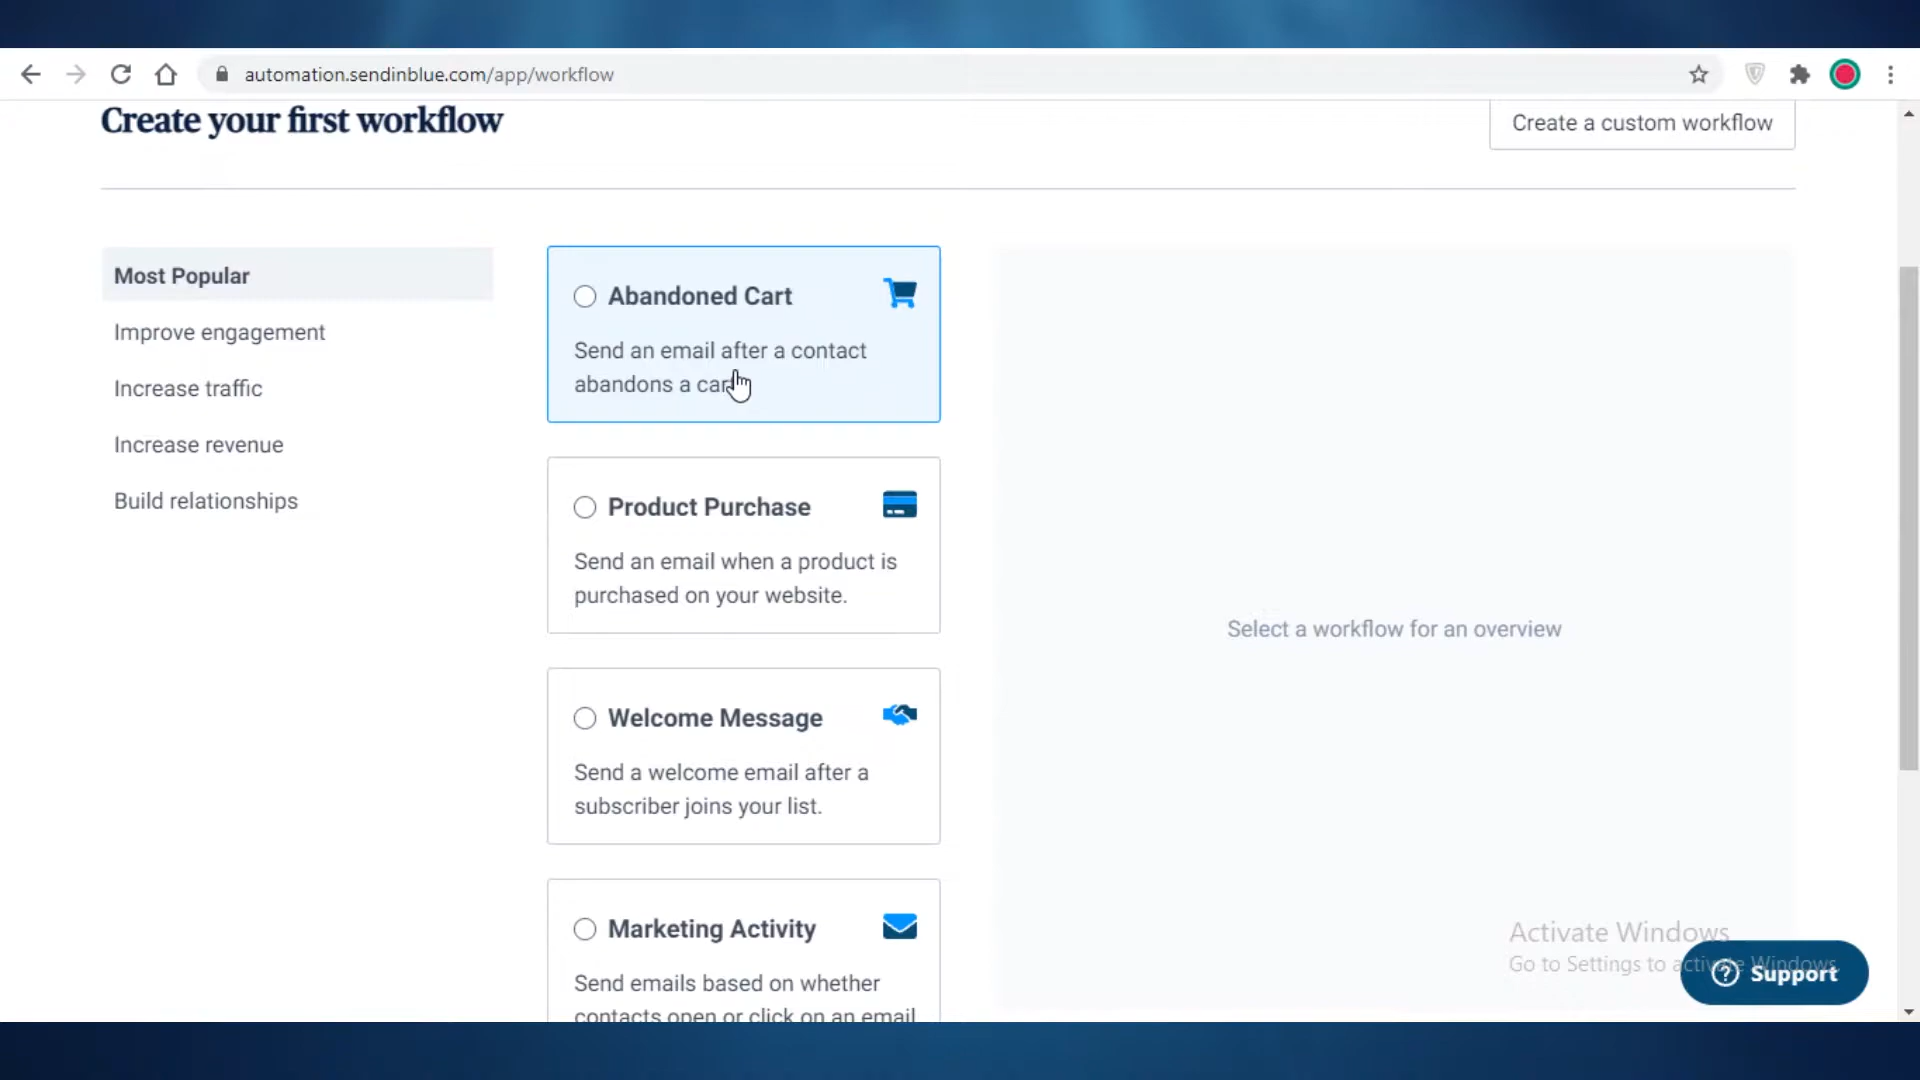 automation.sendinblue.com/app/workflow
Create your first workflow
Create a custom workflow
Most Popular
Improve engagement
Increase traffic
Increase revenue
Build relationships
Abandoned Cart
Send an email after a contact
abandons a car
Product Purchase
Send an email when a product is
purchased on your website.
Welcome Message
Send a welcome email after a
subscriber joins your list.
Marketing Activity
Send emails based on whether
contacts open or click on an email
Select a workflow for an overview
Activate Windows
Go to Settings to activate Windows.
Support